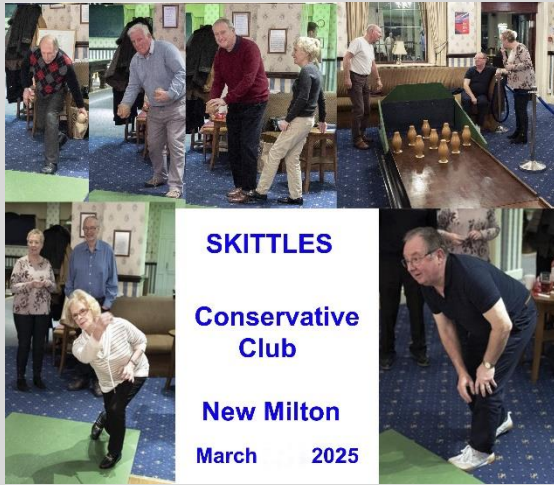 SKITTLES
Conservative
Club
New Milton
March 2025